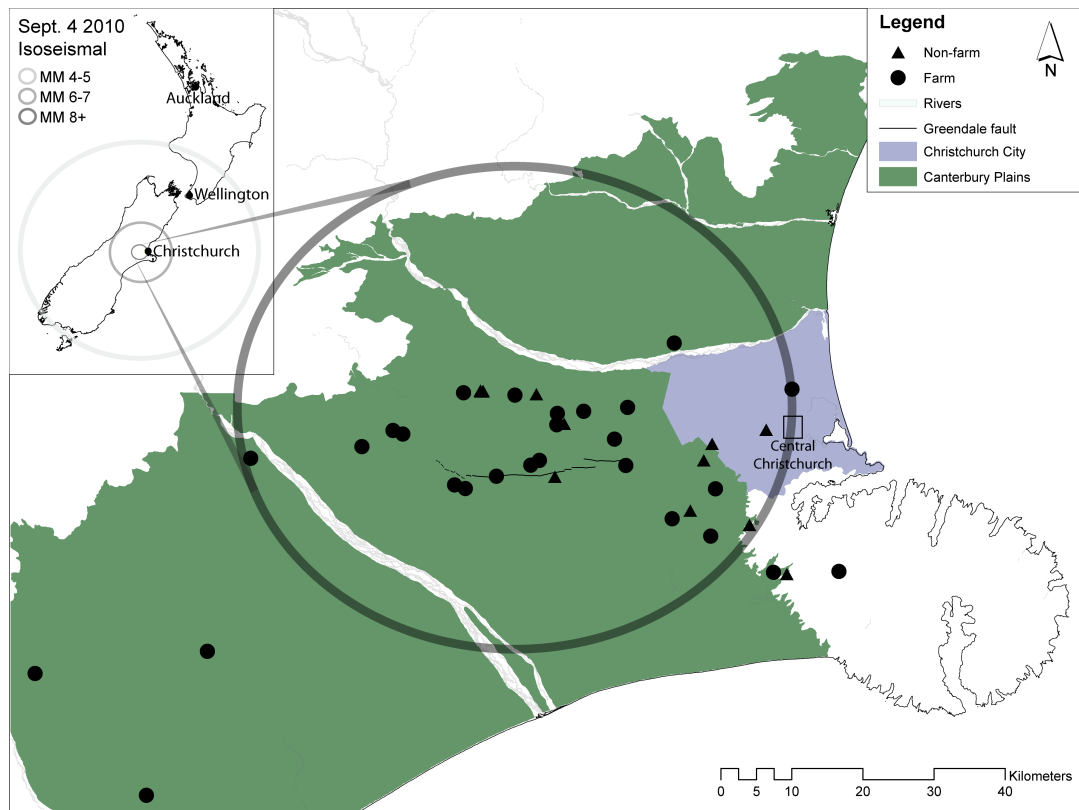 Sept. 4 2010
Isoseismal
MM 4-5
MM 6-7
MM 8+
Auckland
Wellington
Christchurch
Legend
Non-farm
Farm
Rivers
Greendale fault
Christchurch City
Canterbury Plains
N
Central
Christchurch
Kilometers
0 5 10 20 30 40